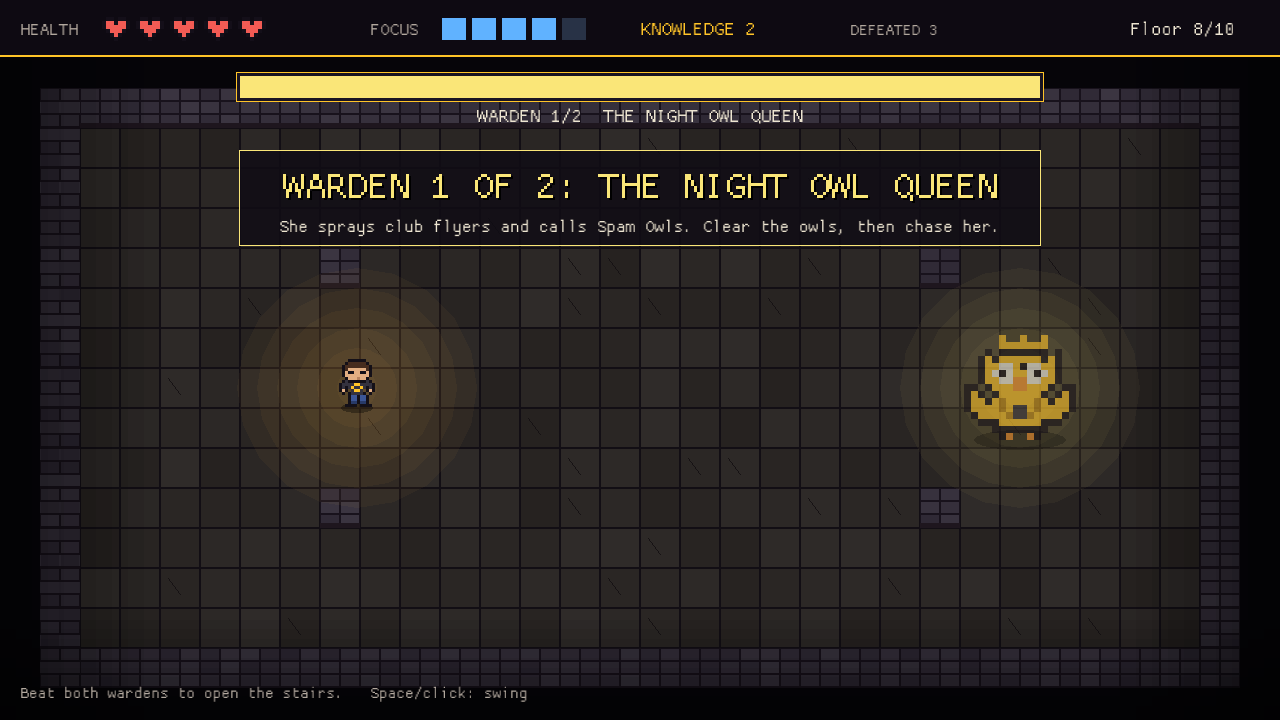 HEALTH FOCUS KNOWLEDGE 2 DEFEATED 3 Floor 8/10
WARDEN 1/2 THE NIGHT OWL QUEEN
WARDEN 1 OF 2: THE NIGHT OWL QUEEN
She sprays club flyers and calls Spam Owls. Clear the owls, then chase her.
Beat both wardens to open the stairs. Space/click: swing